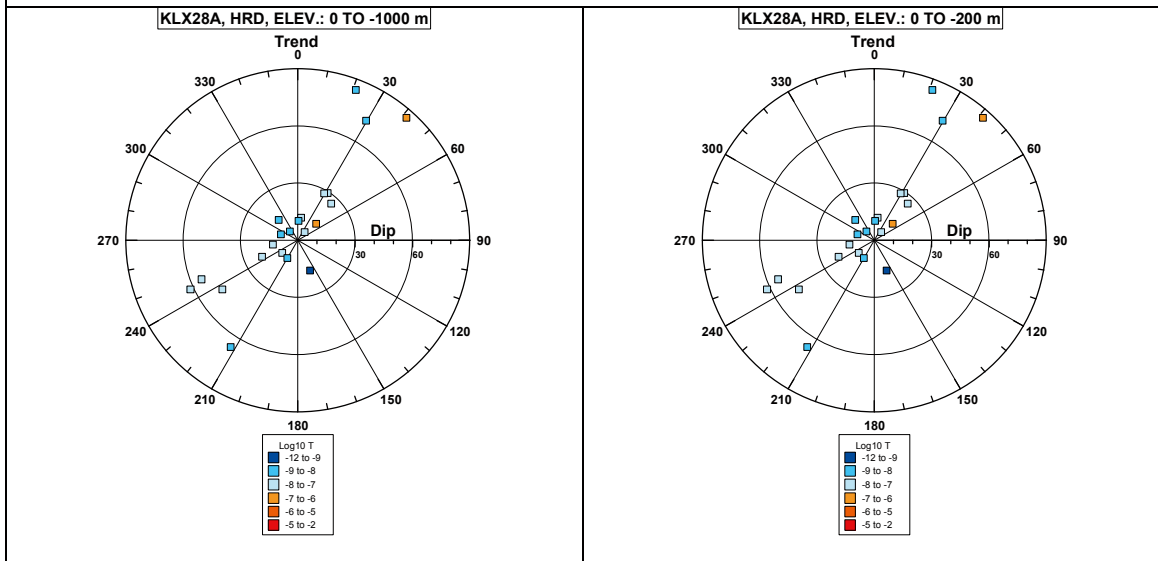 KLX28A, HRD, ELEV.: 0 TO -1000 m
Trend
0
330
30
300
60
Dip
270
30
60
90
240
120
210
150
180
Log10 T
-12 to -9
-9 to -8
-8 to -7
-7 to -6
-6 to -5
-5 to -2
KLX28A, HRD, ELEV.: 0 TO -200 m
Trend
0
330
30
300
60
Dip
270
30
60
90
240
120
210
150
180
Log10 T
-12 to -9
-9 to -8
-8 to -7
-7 to -6
-6 to -5
-5 to -2